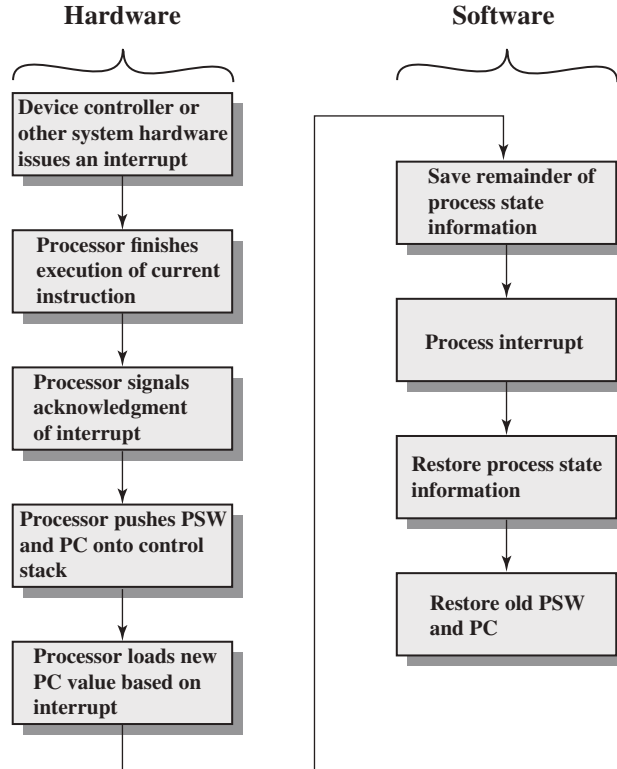 Hardware
Device controller or
other system hardware
issues an interrupt
Processor finishes
execution of current
instruction
Processor signals
acknowledgment
of interrupt
Processor pushes PSW
and PC onto control
stack
Processor loads new
PC value based on
interrupt
Software
Save remainder of
process state
information
Process interrupt
Restore process state
information
Restore old PSW
and PC